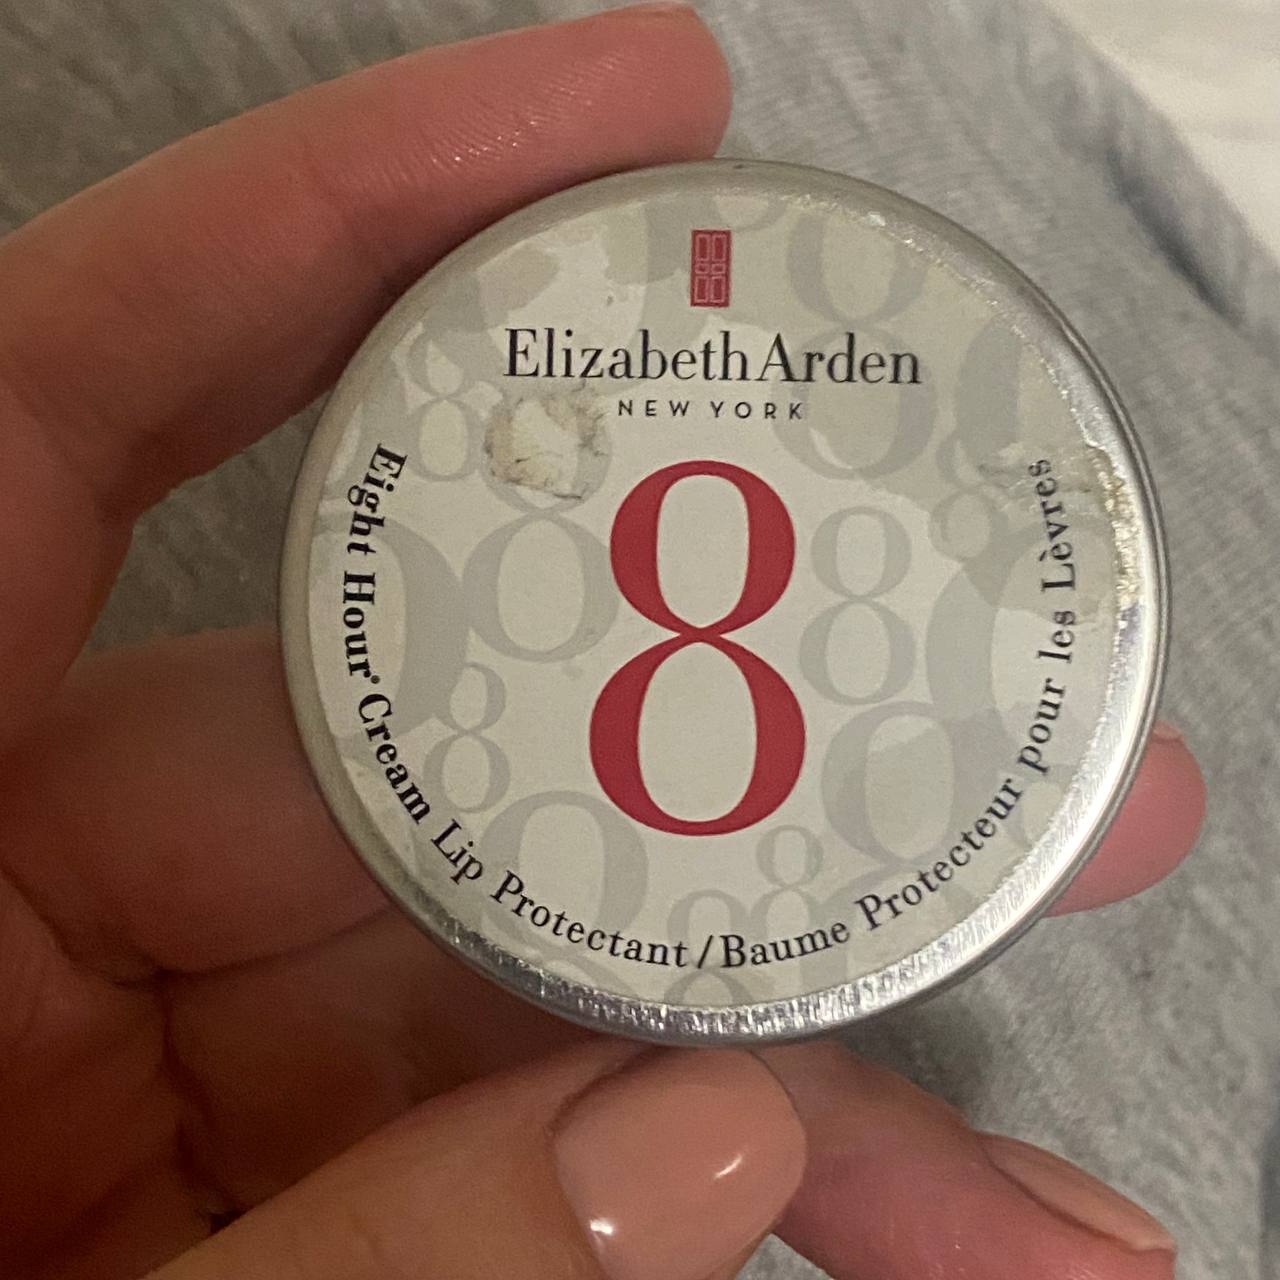 Elizabeth Arden
NEW YORK
8
Eight Hour® Cream Lip Protectant / Baume Protecteur pour les Lèvres